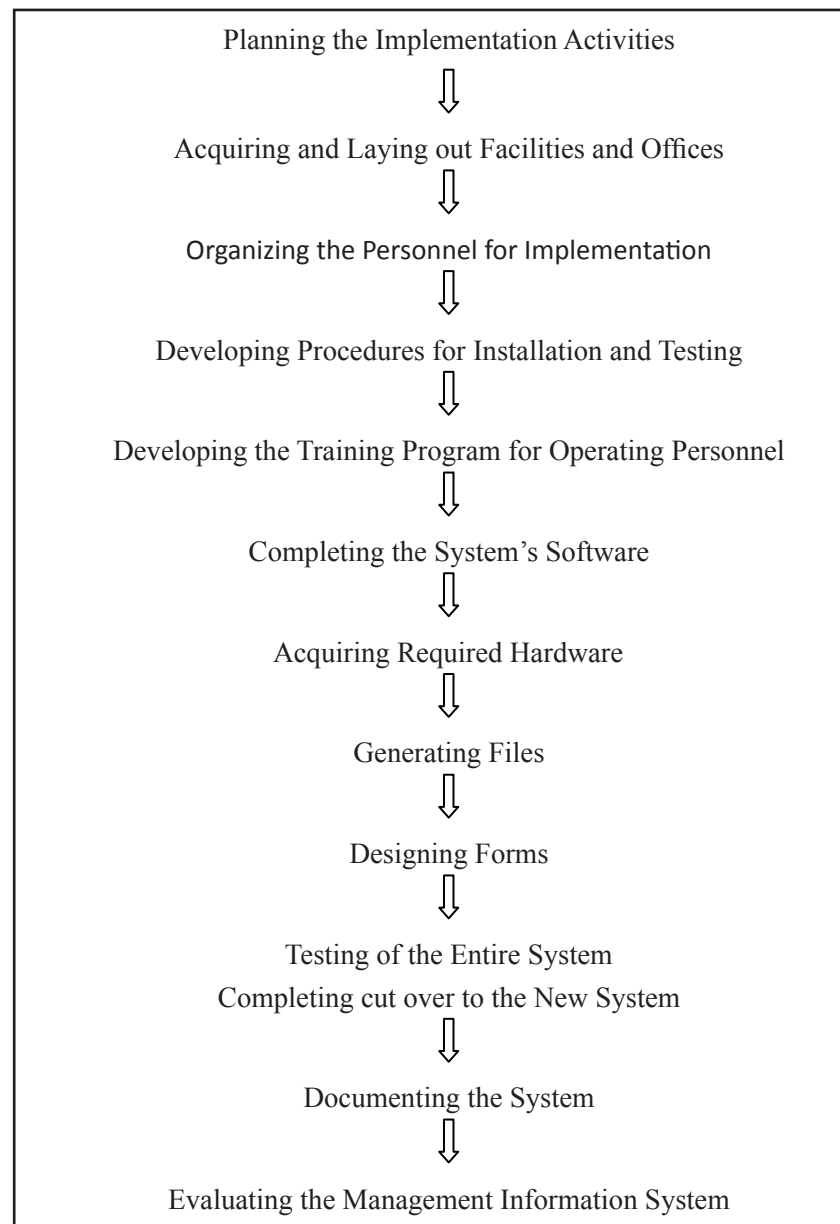 Planning the Implementation Activities
Acquiring and Laying out Facilities and Offices
Organizing the Personnel for Implementation
Developing Procedures for Installation and Testing
Developing the Training Program for Operating Personnel
Completing the System’s Software
Acquiring Required Hardware
Generating Files
Designing Forms
Testing of the Entire System
Completing cut over to the New System
Documenting the System
Evaluating the Management Information System